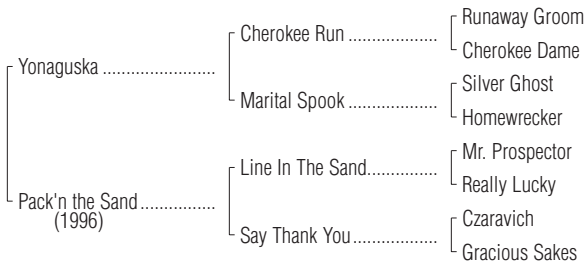 Runaway Groom
Cherokee Run ...................
Cherokee Dame
Yonaguska ........................
Silver Ghost
Marital Spook ...................
Homewrecker
Mr. Prospector
Line In The Sand...............
Really Lucky
Pack'n the Sand................
(1996)
Czaravich
Say Thank You..................
Gracious Sakes